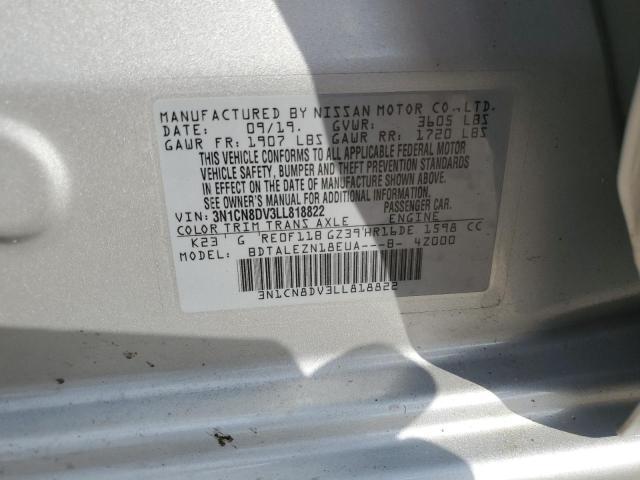 MANUFACTURED BY NISSAN MOTOR CO.,LTD.
DATE: 09/19. GVWR: 3605 LBS
GAWR FR: 1907 LBS GAWR RR: 1720 LBS
THIS VEHICLE CONFORMS TO ALL APPLICABLE FEDERAL MOTOR
VEHICLE SAFETY, BUMPER AND THEFT PREVENTION STANDARDS
IN EFFECT ON THE DATE OF MANUFACTURE SHOWN ABOVE.
SEE OWNER'S MANUAL FOR ADDITIONAL INFORMATION.
VIN: 3N1CN8DV3LL818822 PASSENGER CAR.
COLOR TRIM TRANS AXLE ENGINE
K23 G RE0F11B GZ39 HR16DE 1598 CC
MODEL: BDTALEZN18EUA---B- 4Z000
3N1CN8DV3LL818822